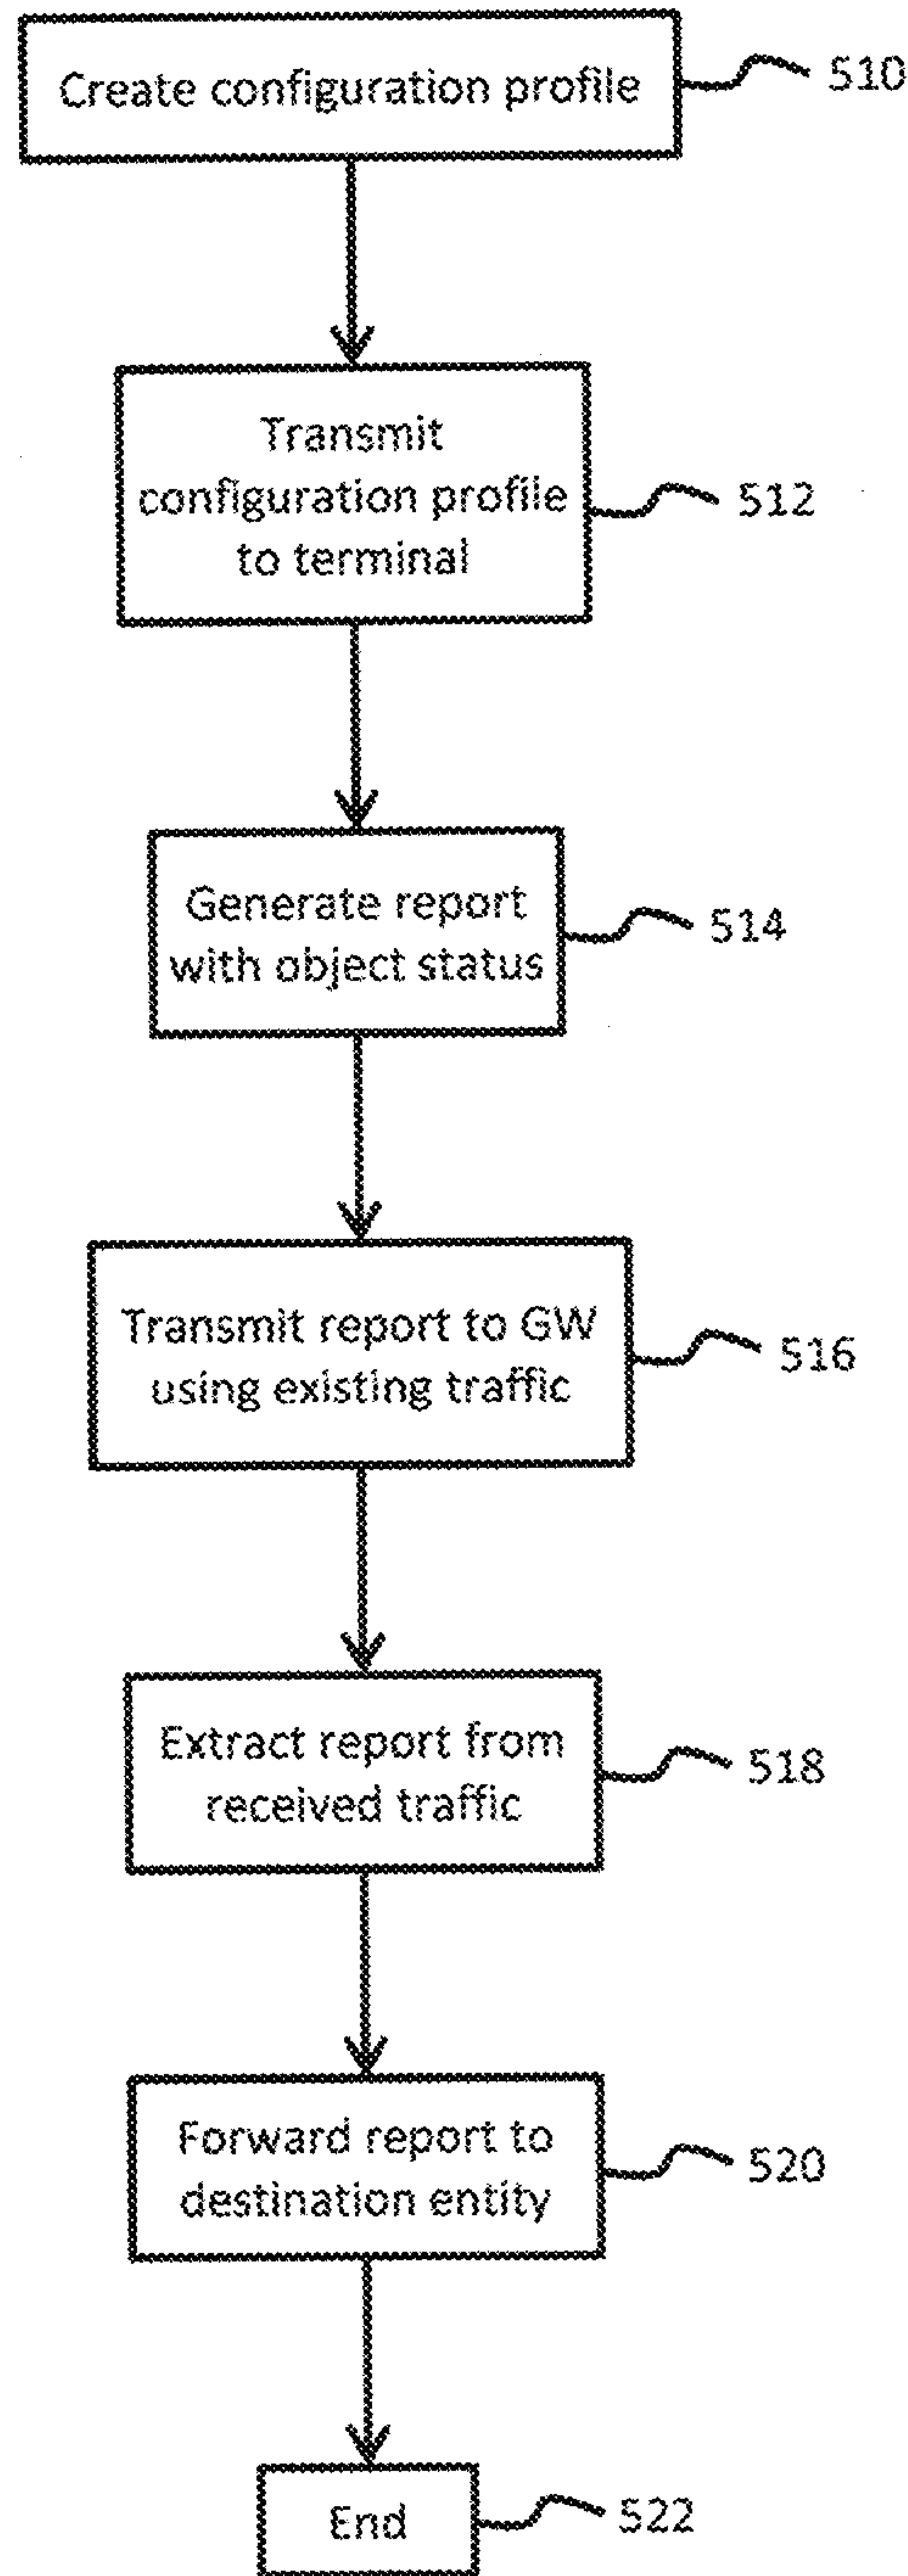 Create configuration profile
510
Transmit
configuration profile
to terminal
512
Generate report
with object status
514
Transmit report to GW
using existing traffic
516
Extract report from
received traffic
518
Forward report to
destination entity
520
End
522